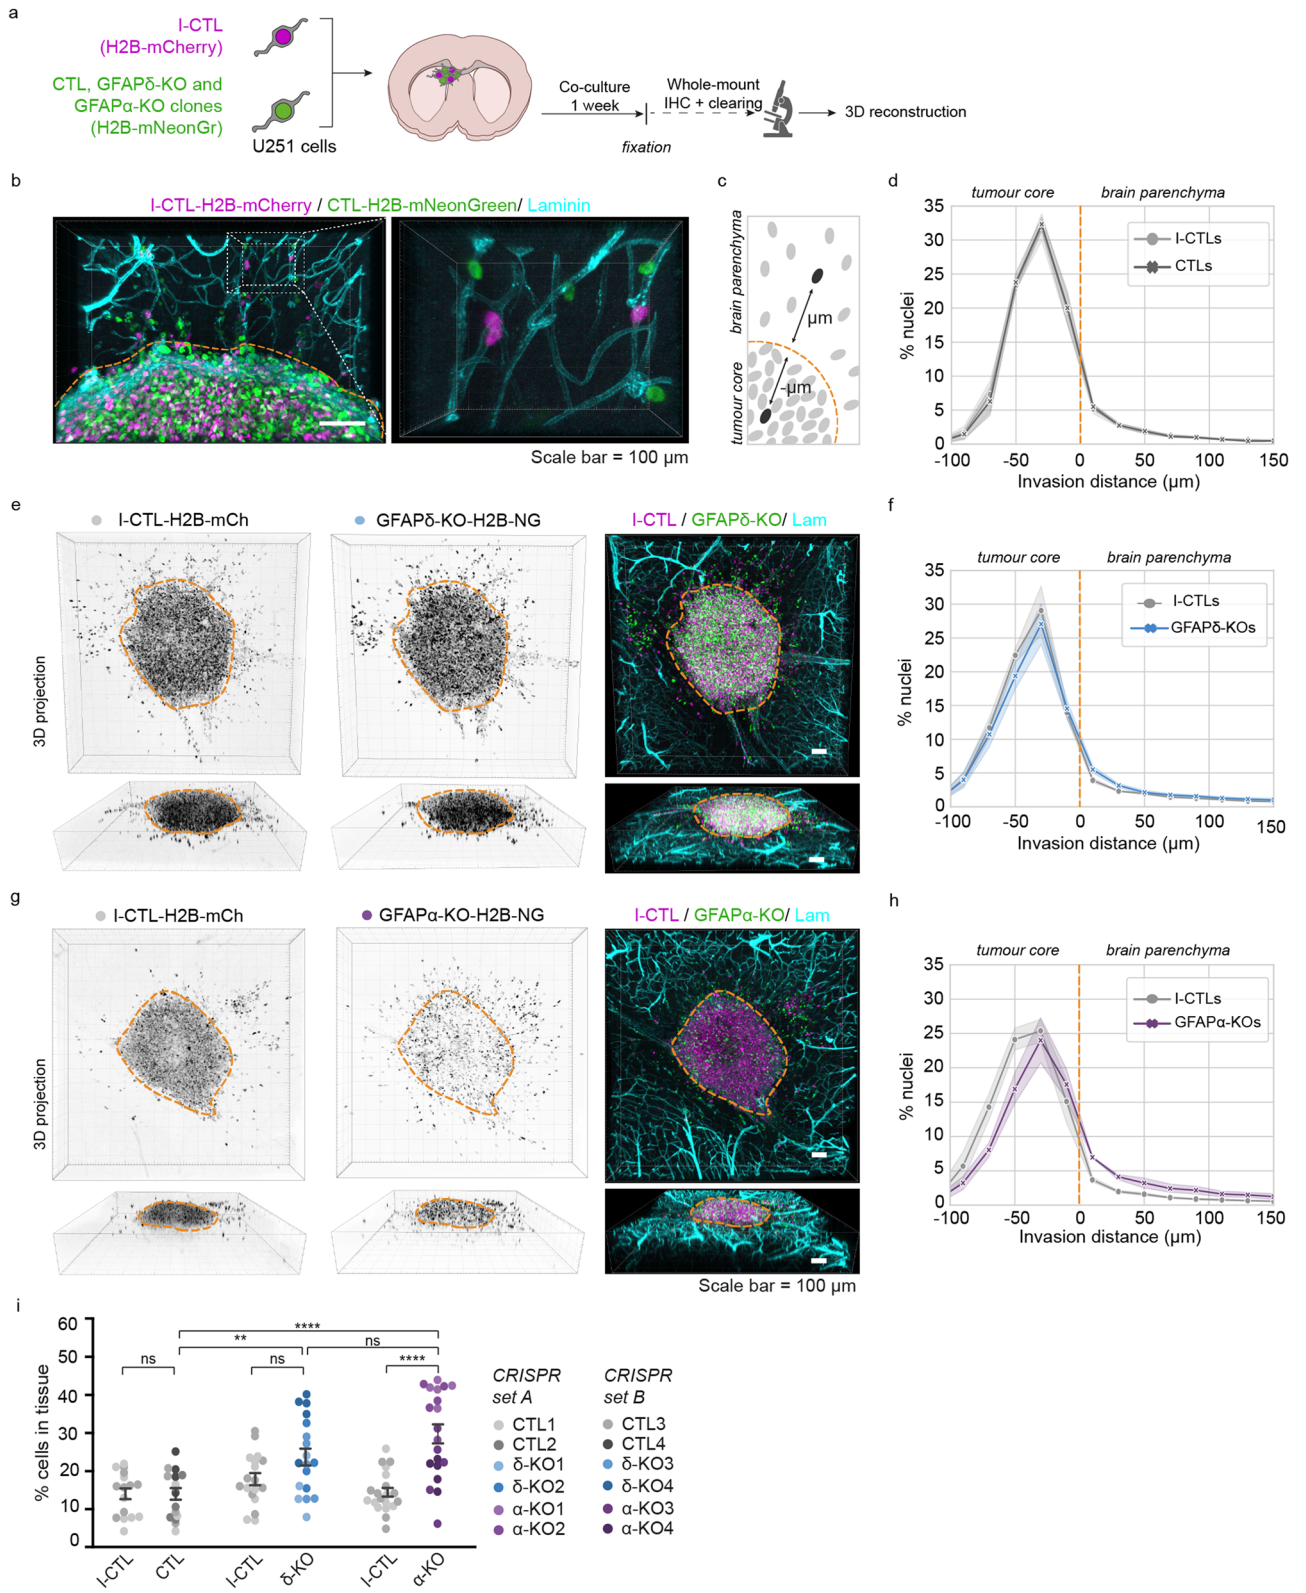 a
I-CTL
(H2B-mCherry)
CTL, GFAPδ-KO and
GFAPα-KO clones
(H2B-mNeonGr)
U251 cells
Co-culture
1 week
fixation
Whole-mount
IHC + clearing
3D reconstruction
b
I-CTL-H2B-mCherry / CTL-H2B-mNeonGreen/ Laminin
Scale bar = 100 µm
c
brain parenchyma
tumour core
µm
-µm
d
tumour core
brain parenchyma
% nuclei
35
30
25
20
15
10
5
0
I-CTLs
CTLs
-100 -50 0 50 100 150
Invasion distance (µm)
e
I-CTL-H2B-mCh
GFAPδ-KO-H2B-NG
I-CTL / GFAPδ-KO/ Lam
3D projection
f
tumour core
brain parenchyma
% nuclei
35
30
25
20
15
10
5
0
I-CTLs
GFAPδ-KOs
-100 -50 0 50 100 150
Invasion distance (µm)
g
I-CTL-H2B-mCh
GFAPα-KO-H2B-NG
I-CTL / GFAPα-KO/ Lam
3D projection
Scale bar = 100 µm
h
tumour core
brain parenchyma
% nuclei
35
30
25
20
15
10
5
0
I-CTLs
GFAPα-KOs
-100 -50 0 50 100 150
Invasion distance (µm)
i
% cells in tissue
60
50
40
30
20
10
0
****
**
ns
ns
ns
****
I-CTL
CTL
I-CTL
δ-KO
I-CTL
α-KO
CRISPR
set A
CTL1
CTL2
δ-KO1
δ-KO2
α-KO1
α-KO2
CRISPR
set B
CTL3
CTL4
δ-KO3
δ-KO4
α-KO3
α-KO4